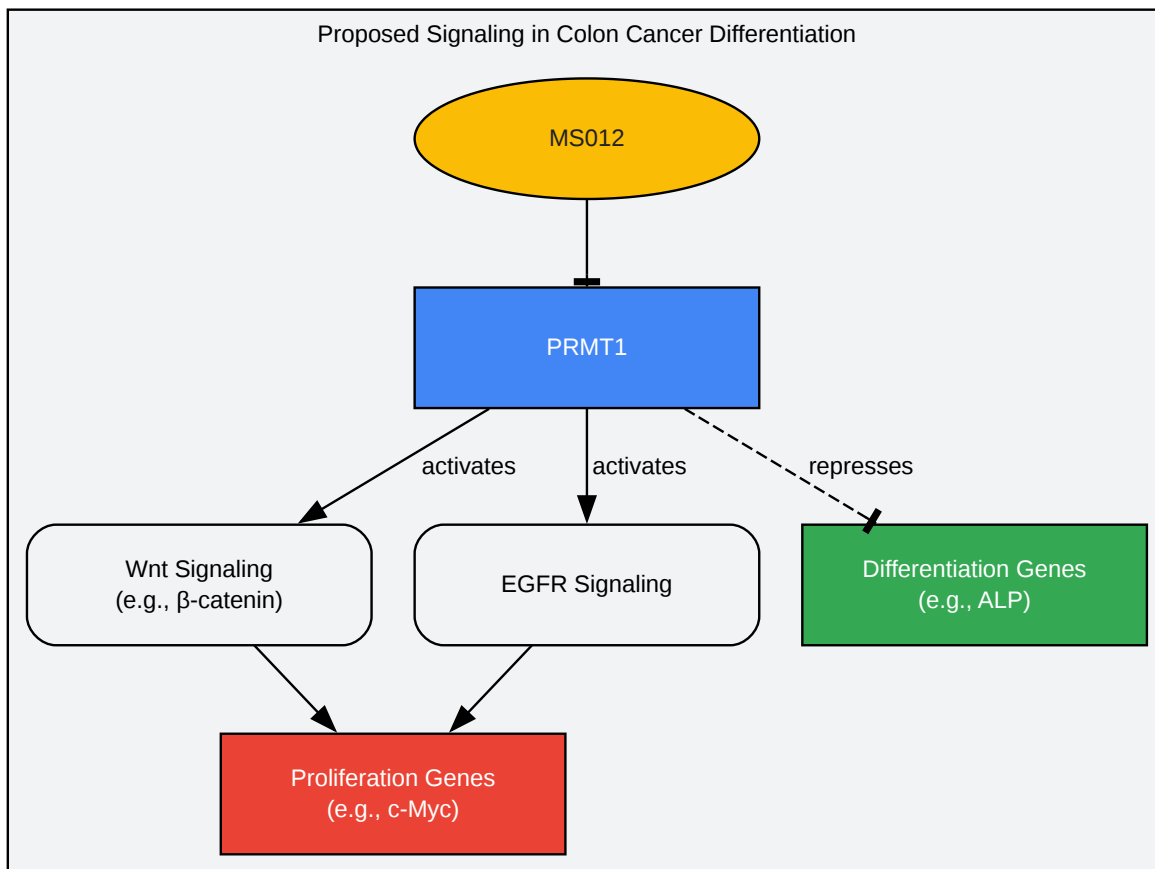 Proposed Signaling in Colon Cancer Differentiation
MS012
PRMT1
activates
activates
represses
Wnt Signaling
(e.g., β-catenin)
EGFR Signaling
Differentiation Genes
(e.g., ALP)
Proliferation Genes
(e.g., c-Myc)